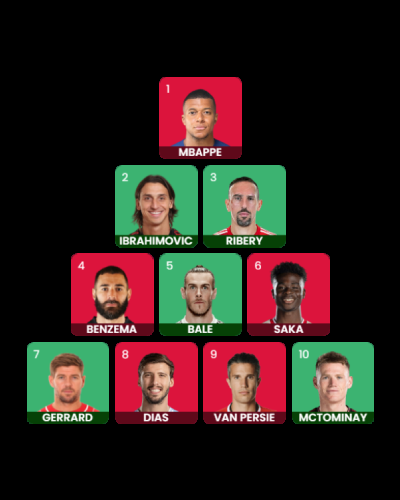 1
MBAPPE
2
3
IBRAHIMOVIC
RIBERY
4
5
6
BENZEMA
BALE
SAKA
7
8
9
10
GERRARD
DIAS
VAN PERSIE
MCTOMINAY